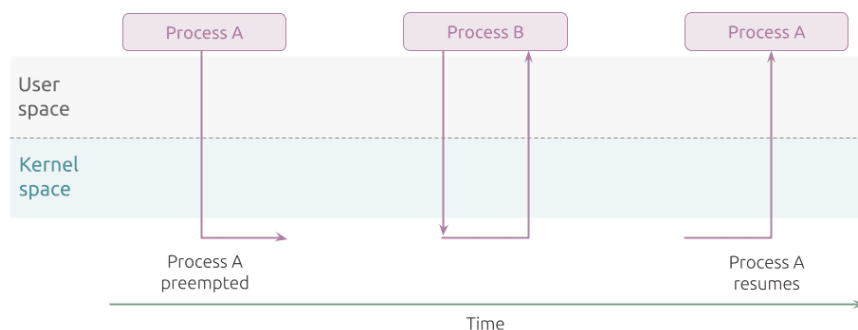 Process A
Process B
Process A
User
space
Kernel
space
Process A
preempted
Process A
resumes
Time